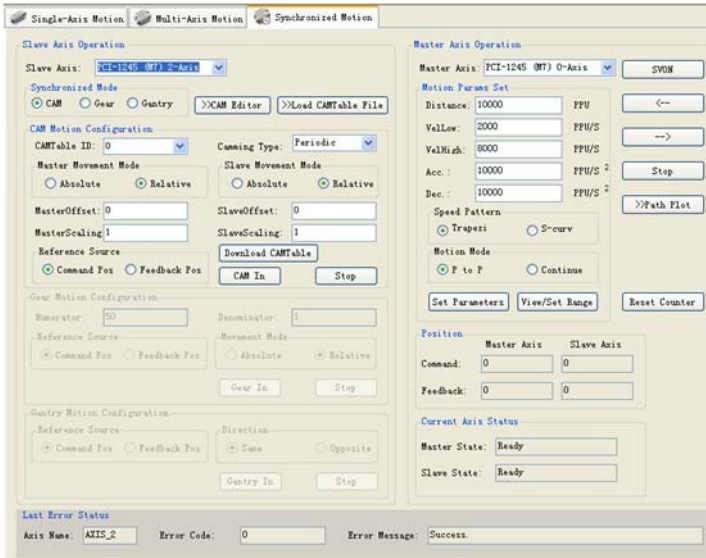 Single-Axis Motion Multi-Axis Motion Synchronized Motion
Slave Axis Operation
Slave Axis: PCI-1245 (M7) 2-Axis
Synchronized Mode
CAM Gear Gantry >>CAM Editor >>Load CAMTable File
CAM Motion Configuration
CAMTable ID: 0 Camming Type: Periodic
Master Movement Mode Slave Movement Mode
Absolute Relative Absolute Relative
MasterOffset: 0 SlaveOffset: 0
MasterScaling 1 SlaveScaling: 1
Reference Source Download CAMTable
Command Pos Feedback Pos CAM In Stop
Gear Motion Configuration
Numerator: 50 Denominator: 1
Reference Source Movement Mode
Command Pos Feedback Pos Absolute Relative
Gear In Stop
Gantry Motion Configuration
Reference Source Direction
Command Pos Feedback Pos Same Opposite
Gantry In Stop
Master Axis Operation
Master Axis: PCI-1245 (M7) 0-Axis SVON
Motion Params Set
Distance: 10000 PPU <--
VelLow: 2000 PPU/S
VelHigh: 8000 PPU/S -->
Acc.: 10000 PPU/S 2 Stop
Dec.: 10000 PPU/S 2
Speed Pattern >>Path Plot
Trapezi S-curv
Motion Mode
P to P Continue
Set Parameters View/Set Range Reset Counter
Position
Master Axis Slave Axis
Command: 0 0
Feedback: 0 0
Current Axis Status
Master State: Ready
Slave State: Ready
Last Error Status
Axis Name: AXIS_2 Error Code: 0 Error Message: Success.